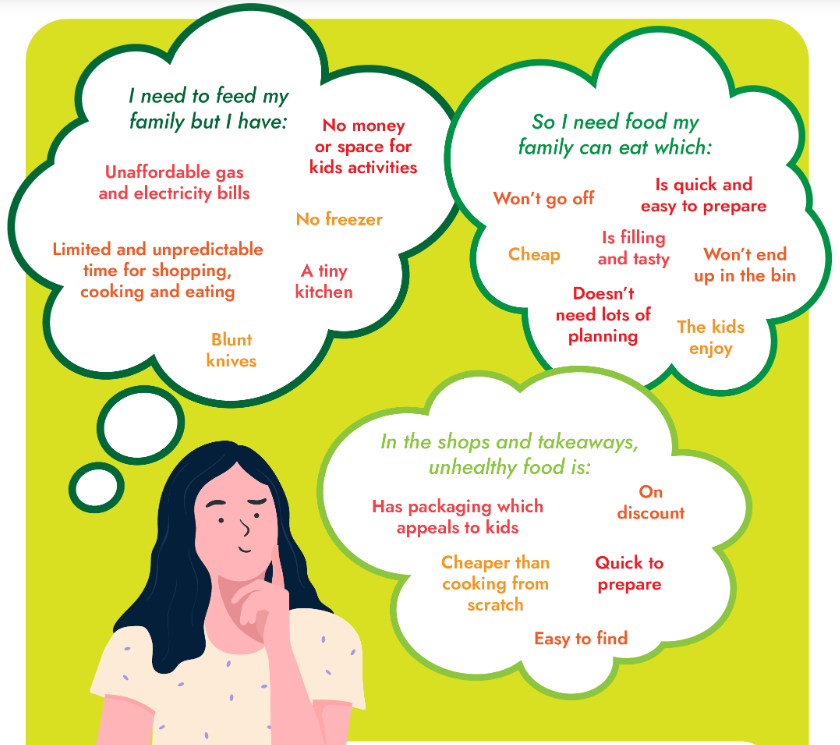 I need to feed my
family but I have:
No money
or space for
kids activities
Unaffordable gas
and electricity bills
No freezer
Limited and unpredictable
time for shopping,
cooking and eating
A tiny
kitchen
Blunt
knives
So I need food my
family can eat which:
Won't go off
Is quick and
easy to prepare
Cheap
Is filling
and tasty
Won't end
up in the bin
Doesn't
need lots of
planning
The kids
enjoy
In the shops and takeaways,
unhealthy food is:
Has packaging which
appeals to kids
On
discount
Cheaper than
cooking from
scratch
Quick to
prepare
Easy to find